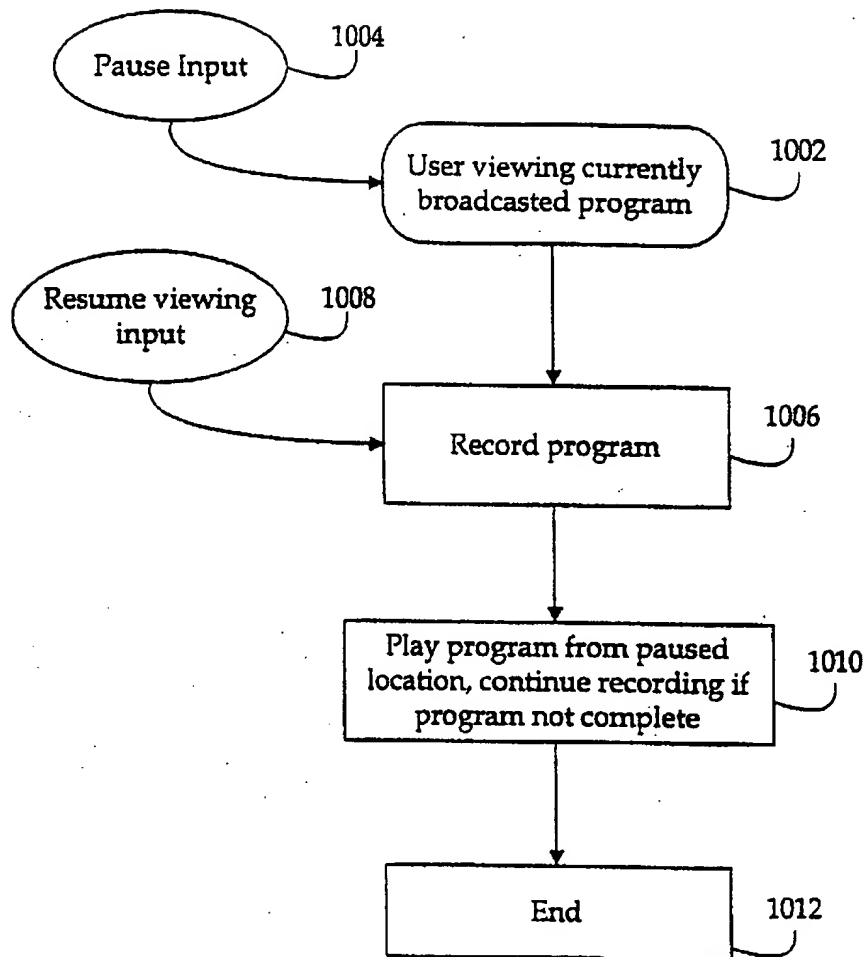 1004
Pause Input
1002
User viewing currently
broadcasted program
Resume viewing
input
1008
1006
Record program
Play program from paused
location, continue recording if
program not complete
1010
End
1012